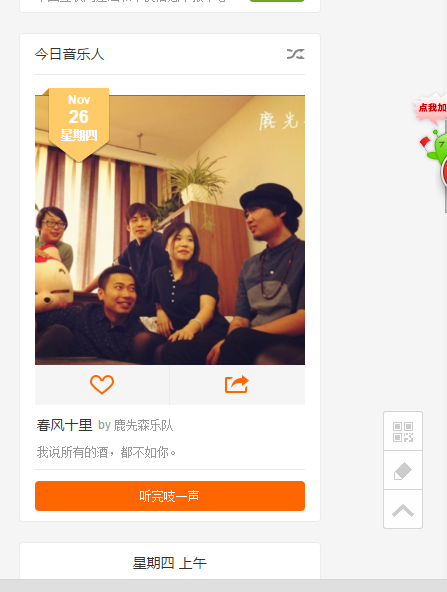 今日音乐人
Nov
26
星期四
鹿先
点我加
春风十里 by 鹿先森乐队
我说所有的酒，都不如你。
听完吱一声
星期四 上午